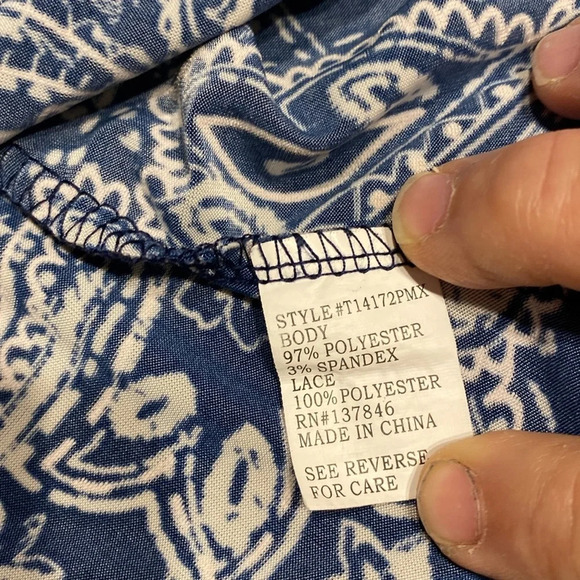 STYLE#T14172PMX
BODY
97% POLYESTER
3% SPANDEX
LACE
100%POLYESTER
RN#137846
MADE IN CHINA
SEE REVERSE
FOR CARE